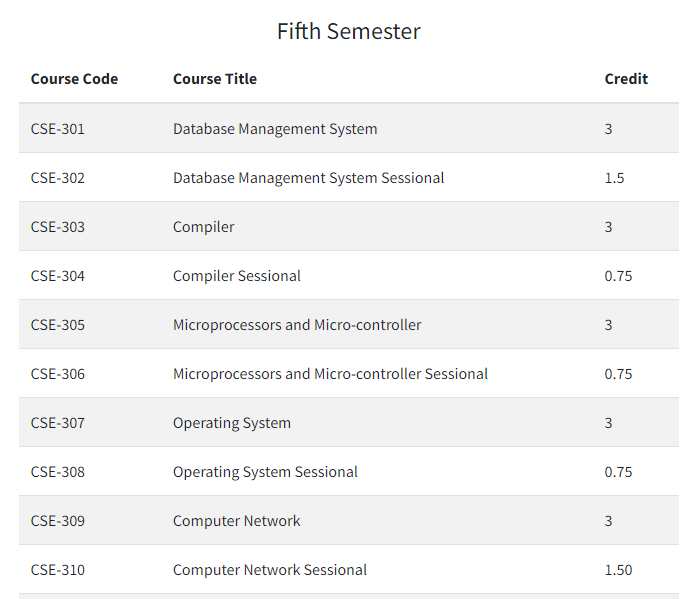 Fifth Semester
Course Code Course Title Credit
CSE-301 Database Management System 3
CSE-302 Database Management System Sessional 1.5
CSE-303 Compiler 3
CSE-304 Compiler Sessional 0.75
CSE-305 Microprocessors and Micro-controller 3
CSE-306 Microprocessors and Micro-controller Sessional 0.75
CSE-307 Operating System 3
CSE-308 Operating System Sessional 0.75
CSE-309 Computer Network 3
CSE-310 Computer Network Sessional 1.50